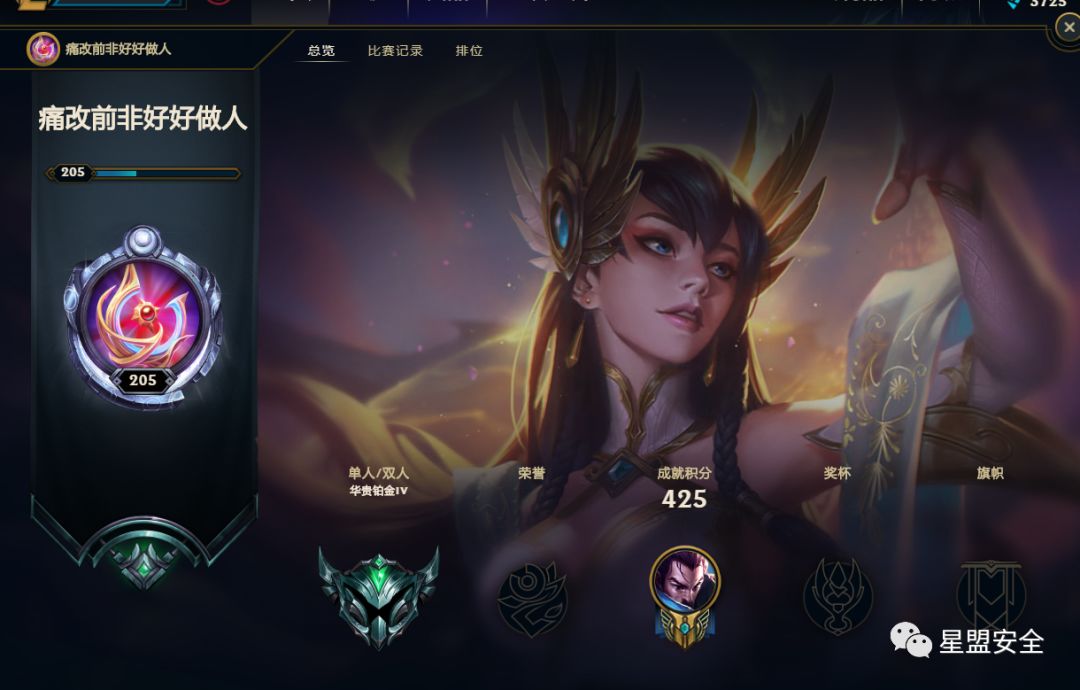 3725
痛改前非好好做人
总览 比赛记录 排位
痛改前非好好做人
205
205
单人/双人 荣誉 成就积分 奖杯 旗帜
华贵铂金IV
425
星盟安全